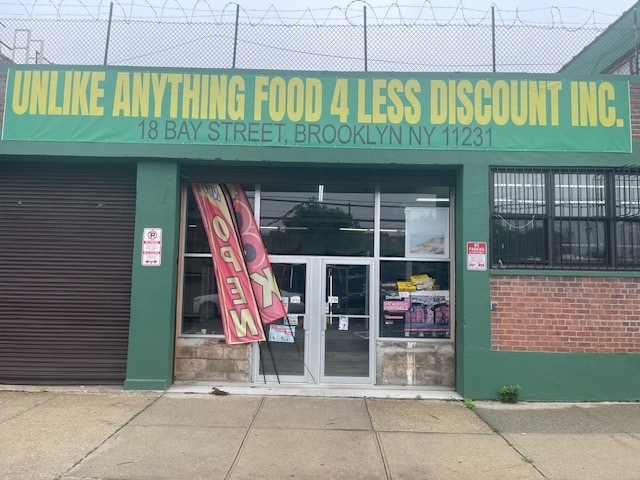 UNLIKE ANYTHING FOOD 4 LESS DISCOUNT INC.
18 BAY STREET, BROOKLYN NY 11231
OPEN